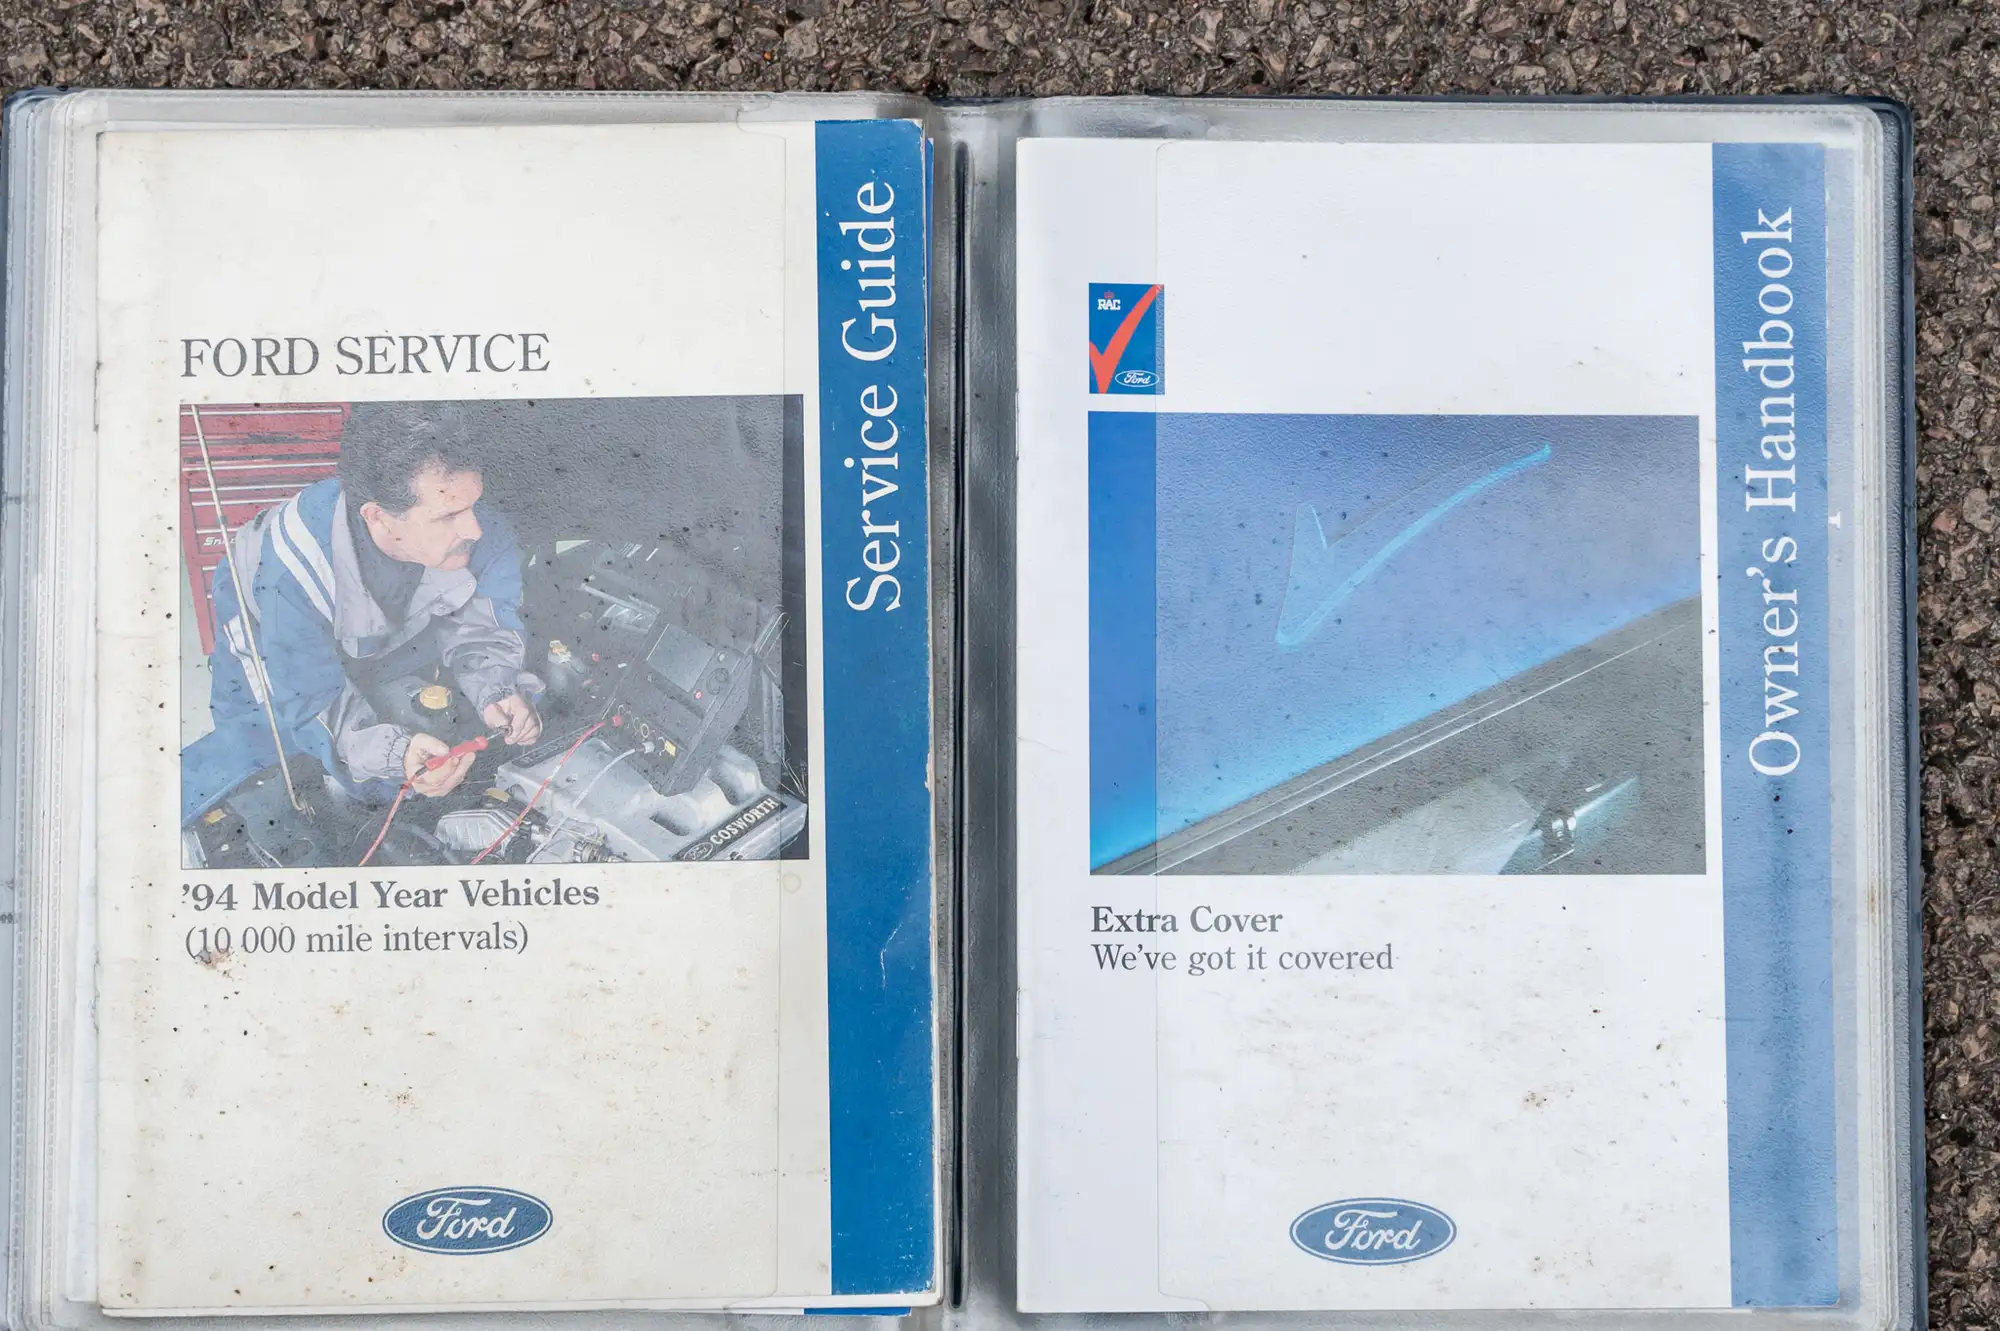 Service Guide
FORD SERVICE
Ford COSWORTH
'94 Model Year Vehicles
(10 000 mile intervals)
Ford
Owner's Handbook
RAC
Ford
Extra Cover
We've got it covered
Ford